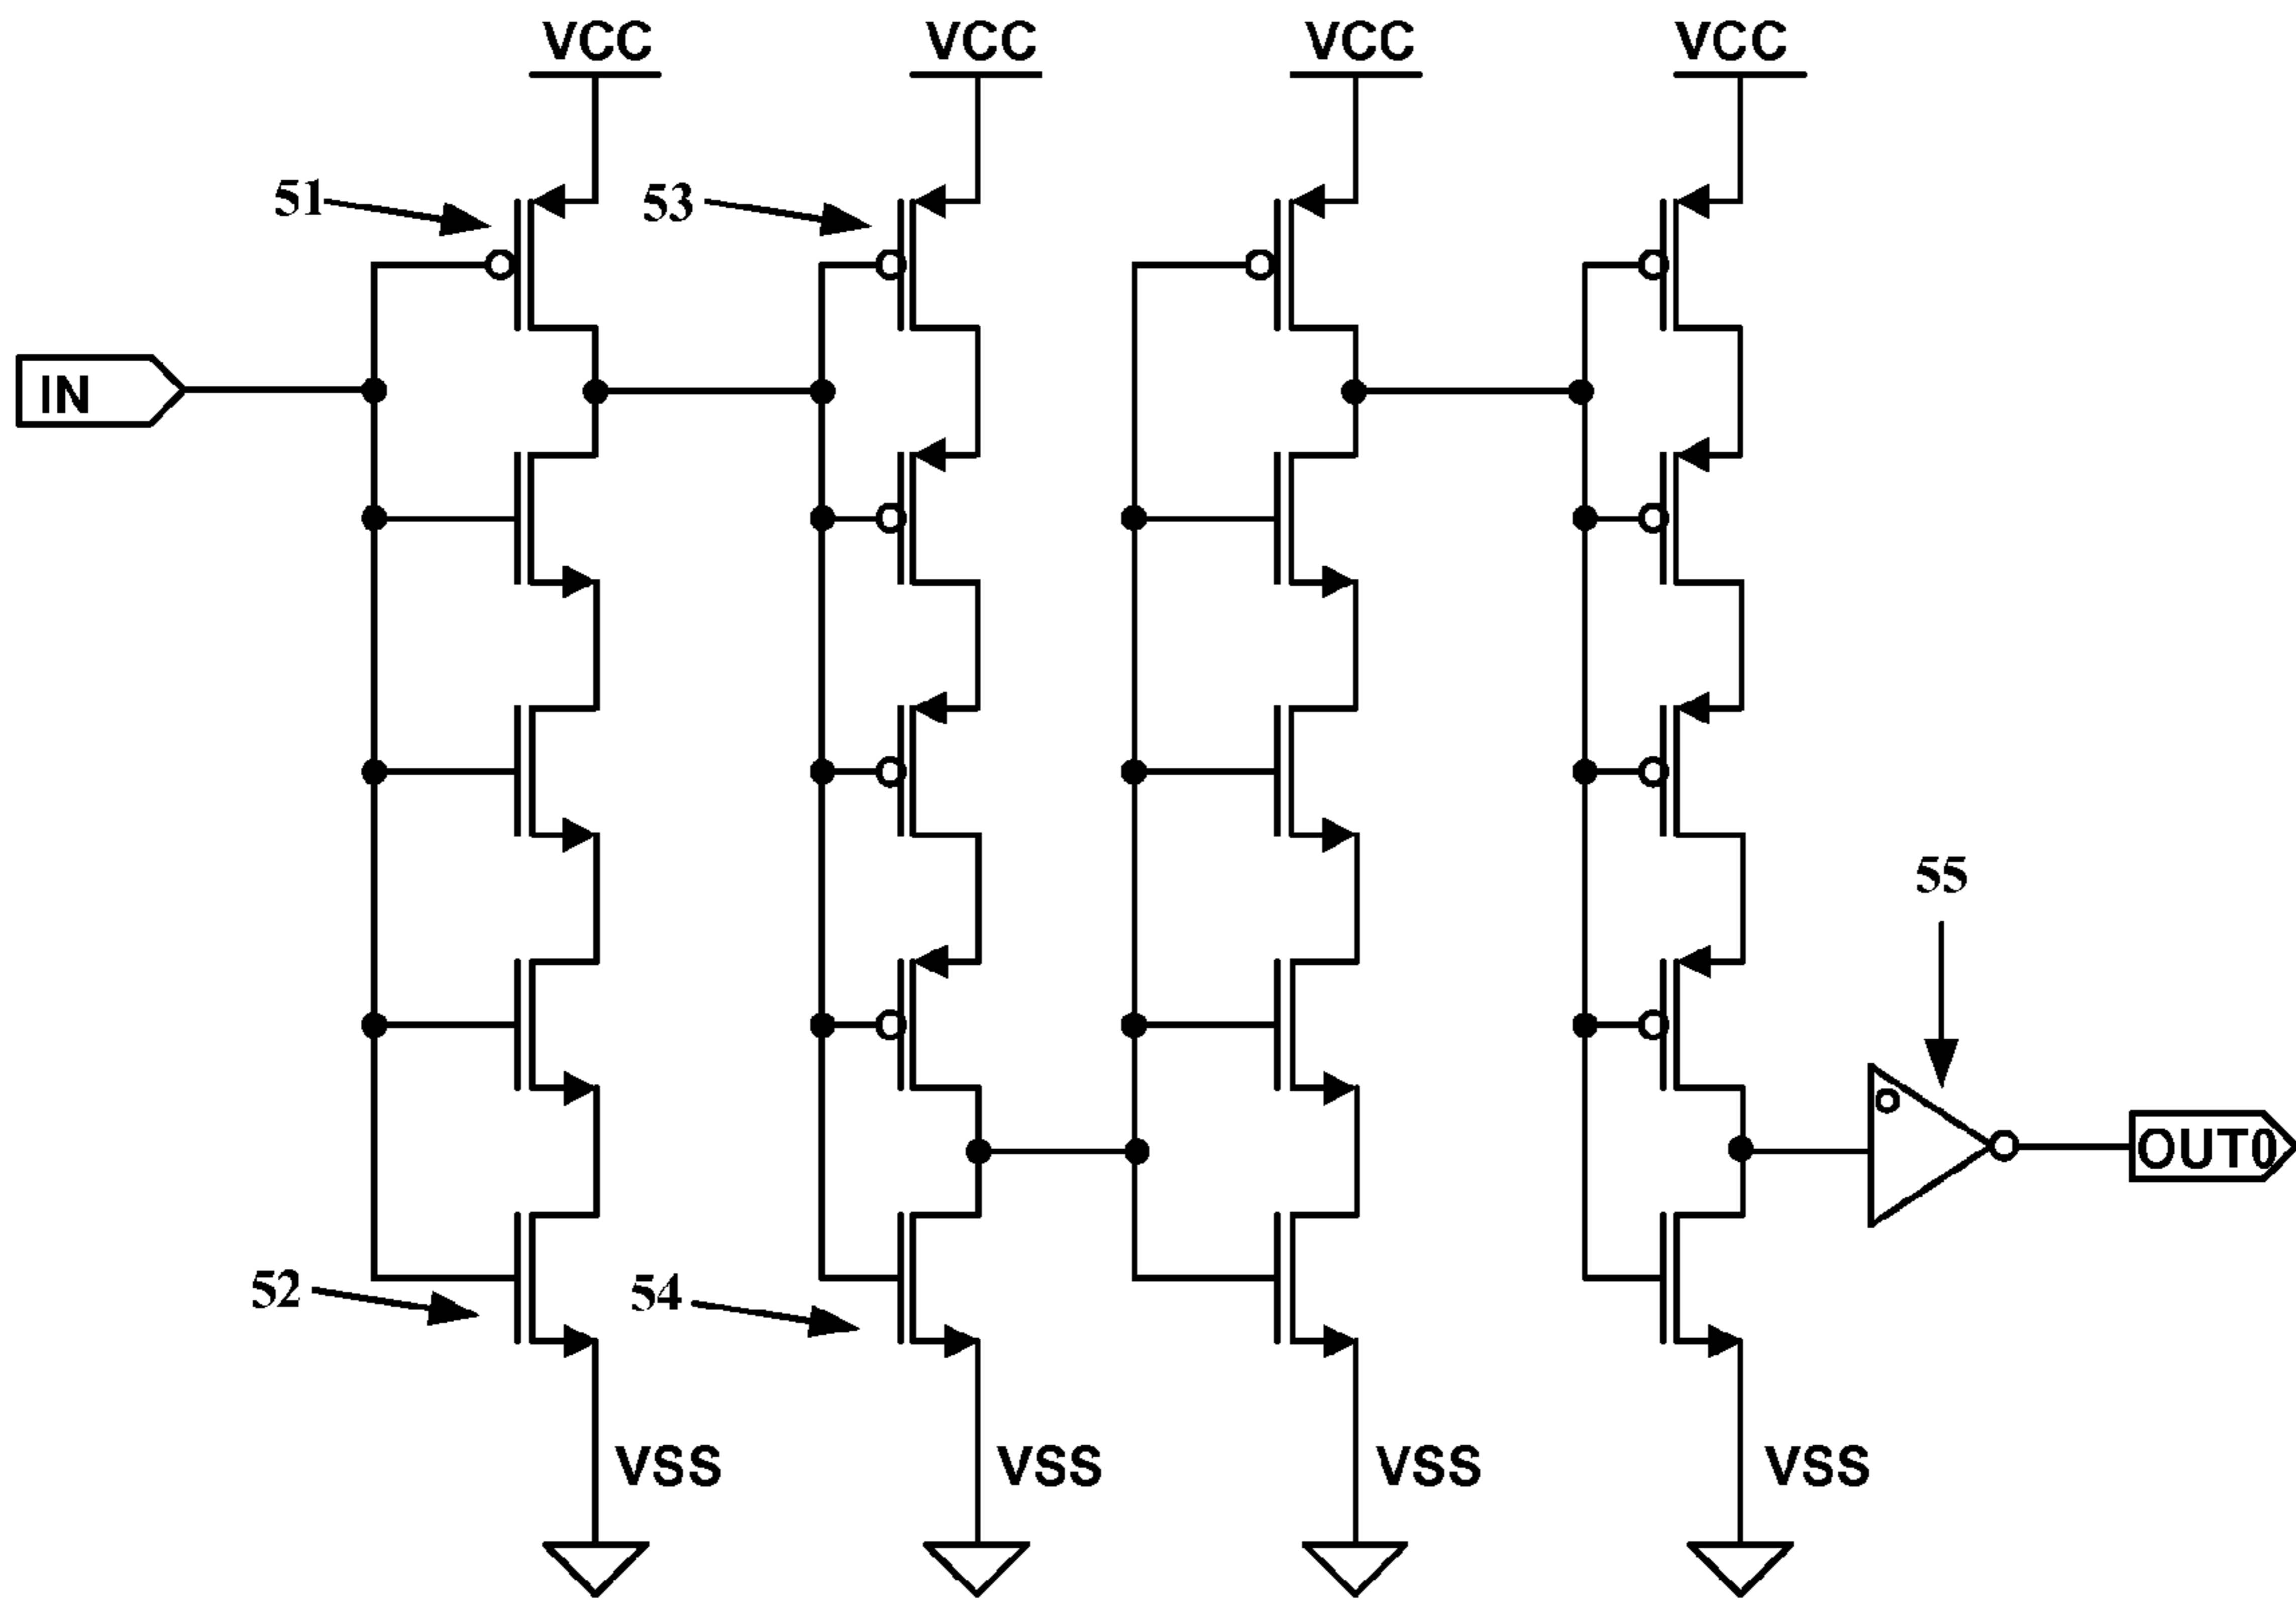 VCC VCC VCC VCC
51 53
IN
55
OUT0
52 54
VSS VSS VSS VSS